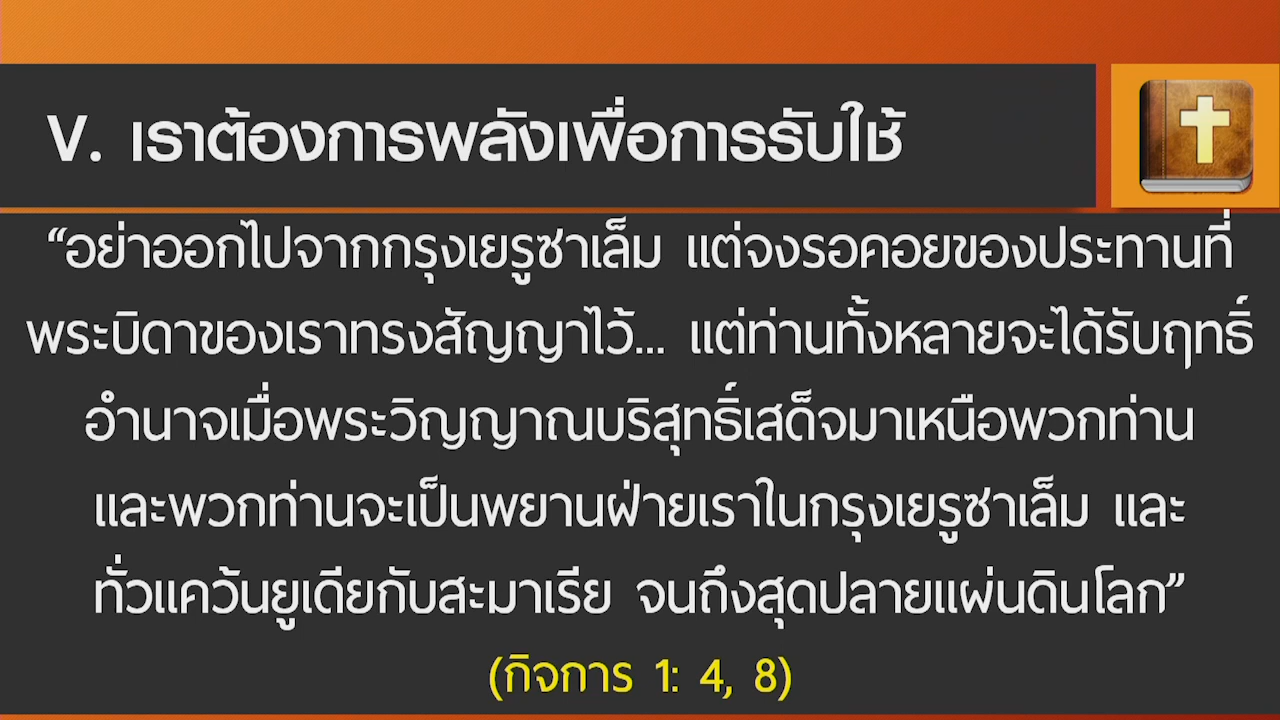 V. เราต้องการพลังเพื่อการรับใช้
“อย่าออกไปจากกรุงเยรูซาเล็ม แต่จงรอคอยของประทานที่
พระบิดาของเราทรงสัญญาไว้... แต่ท่านทั้งหลายจะได้รับฤทธิ์
อำนาจเมื่อพระวิญญาณบริสุทธิ์เสด็จมาเหนือพวกท่าน
และพวกท่านจะเป็นพยานฝ่ายเราในกรุงเยรูซาเล็ม และ
ทั่วแคว้นยูเดียกับสะมาเรีย จนถึงสุดปลายแผ่นดินโลก”
(กิจการ 1: 4, 8)